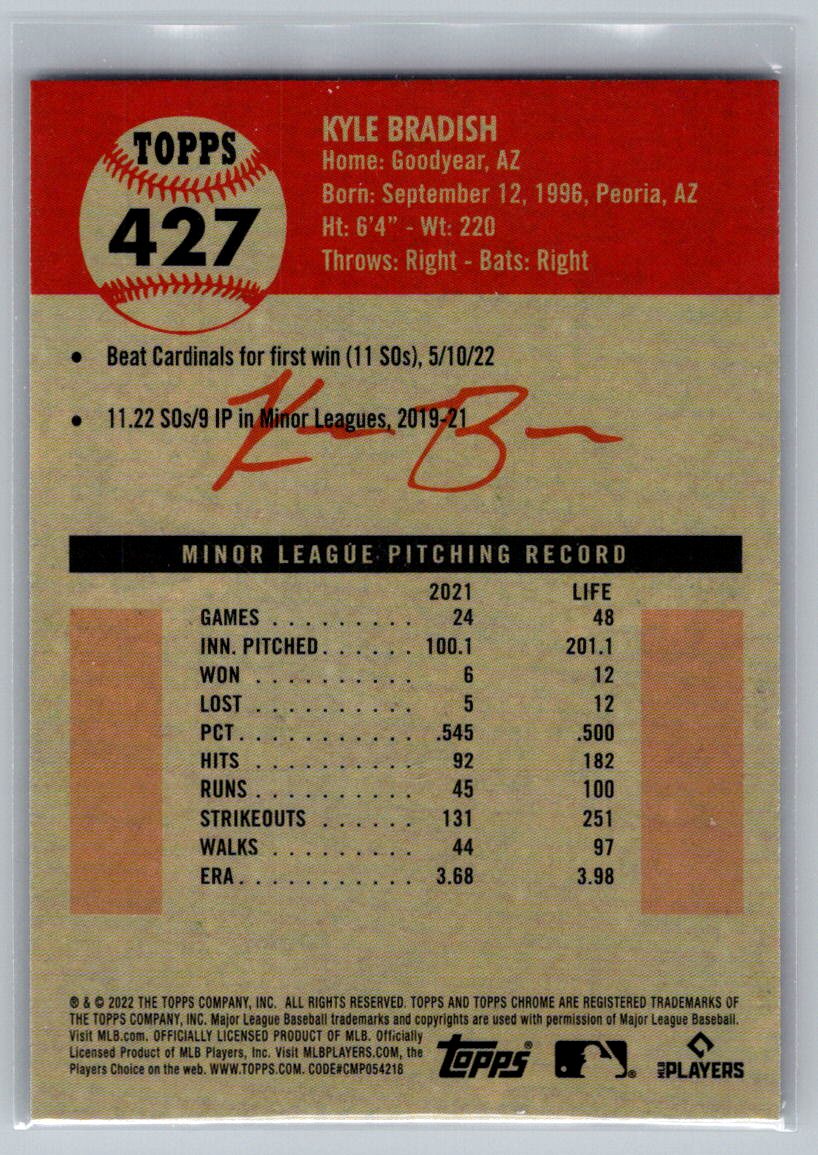 TOPPS
427
KYLE BRADISH
Home: Goodyear, AZ
Born: September 12, 1996, Peoria, AZ
Ht: 6'4" - Wt: 220
Throws: Right - Bats: Right
• Beat Cardinals for first win (11 SOs), 5/10/22
• 11.22 SOs/9 IP in Minor Leagues, 2019-21
K B
MINOR LEAGUE PITCHING RECORD
2021 LIFE
GAMES . . . . . . . . . . 24 48
INN. PITCHED . . . . . . 100.1 201.1
WON . . . . . . . . . . 6 12
LOST . . . . . . . . . . 5 12
PCT. . . . . . . . . . . .545 .500
HITS . . . . . . . . . . 92 182
RUNS . . . . . . . . . . 45 100
STRIKEOUTS . . . . . . 131 251
WALKS . . . . . . . . . 44 97
ERA. . . . . . . . . . . 3.68 3.98
® & © 2022 THE TOPPS COMPANY, INC. ALL RIGHTS RESERVED. TOPPS AND TOPPS CHROME ARE REGISTERED TRADEMARKS OF
THE TOPPS COMPANY, INC. Major League Baseball trademarks and copyrights are used with permission of Major League Baseball.
Visit MLB.com. OFFICIALLY LICENSED PRODUCT OF MLB. Officially
Licensed Product of MLB Players, Inc. Visit MLBPLAYERS.COM, the
Players Choice on the web. WWW.TOPPS.COM. CODE#CMP054216
topps®
MLB PLAYERS